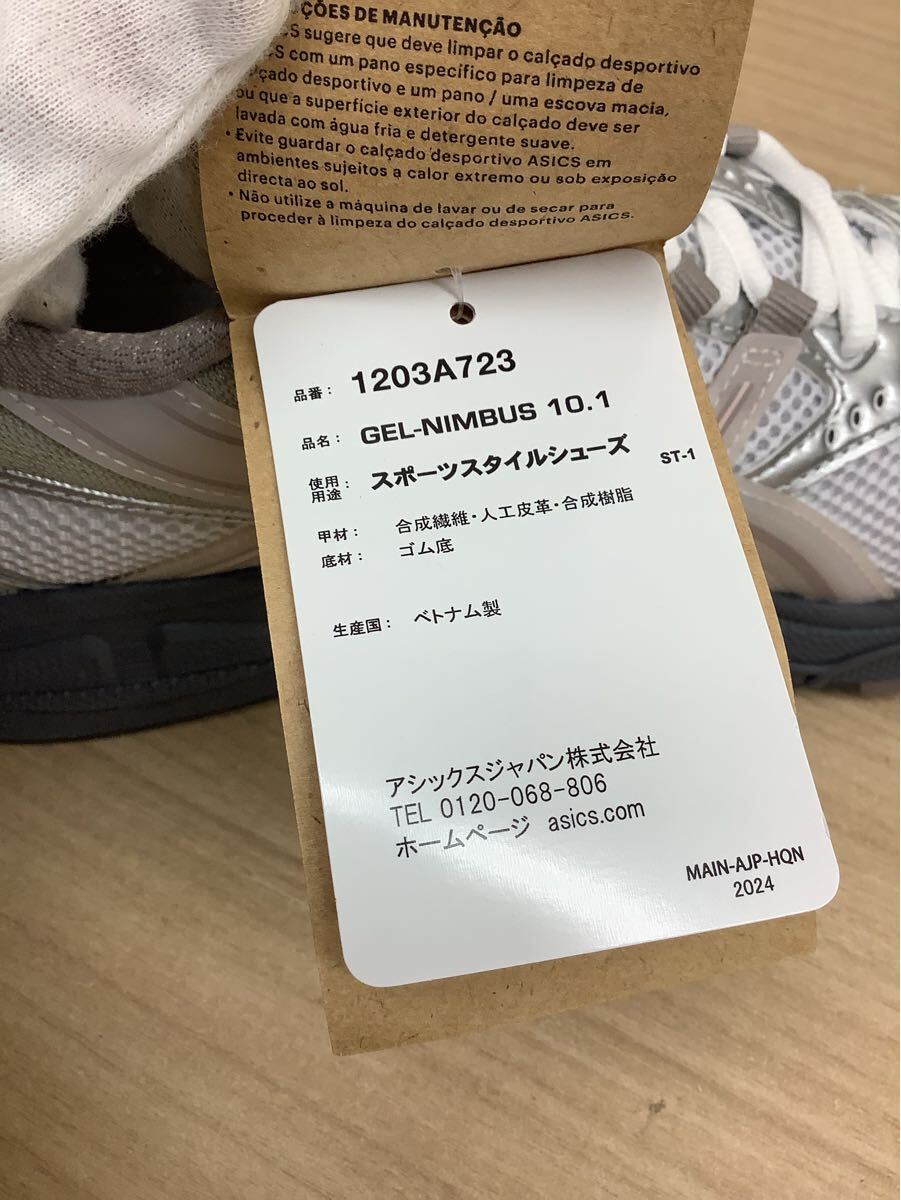 ÇÕES DE MANUTENÇÃO
sugere que deve limpar o calçado desportivo
com um pano específico para limpeza de
calçado desportivo e um pano / uma escova macia,
ou que a superfície exterior do calçado deve ser
lavada com água fria e detergente suave.
• Evite guardar o calçado desportivo ASICS em
ambientes sujeitos a calor extremo ou sob exposição
directa ao sol.
• Não utilize a máquina de lavar ou de secar para
proceder à limpeza do calçado desportivo ASICS.
品番： 1203A723
品名： GEL-NIMBUS 10.1
使用用途： スポーツスタイルシューズ ST-1
甲材： 合成繊維・人工皮革・合成樹脂
底材： ゴム底
生産国： ベトナム製
アシックスジャパン株式会社
TEL 0120-068-806
ホームページ asics.com
MAIN-AJP-HQN
2024